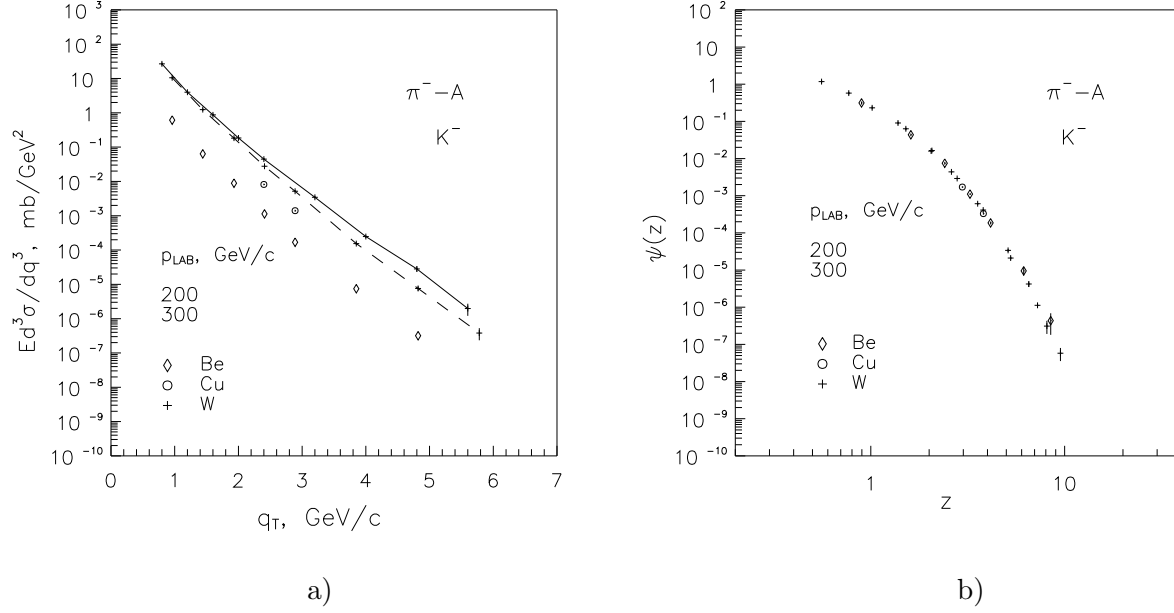 10 ³
10 ²
10
1
10 ⁻¹
10 ⁻²
10 ⁻³
10 ⁻⁴
10 ⁻⁵
10 ⁻⁶
10 ⁻⁷
10 ⁻⁸
10 ⁻⁹
10 ⁻¹⁰
Ed³σ/dq³, mb/GeV²
π⁻−A
K⁻
p_LAB, GeV/c
200
300
Be
Cu
W
0 1 2 3 4 5 6 7
q_T, GeV/c
a)
10 ²
10
1
10 ⁻¹
10 ⁻²
10 ⁻³
10 ⁻⁴
10 ⁻⁵
10 ⁻⁶
10 ⁻⁷
10 ⁻⁸
10 ⁻⁹
10 ⁻¹⁰
ψ(z)
π⁻−A
K⁻
p_LAB, GeV/c
200
300
Be
Cu
W
1 10
z
b)